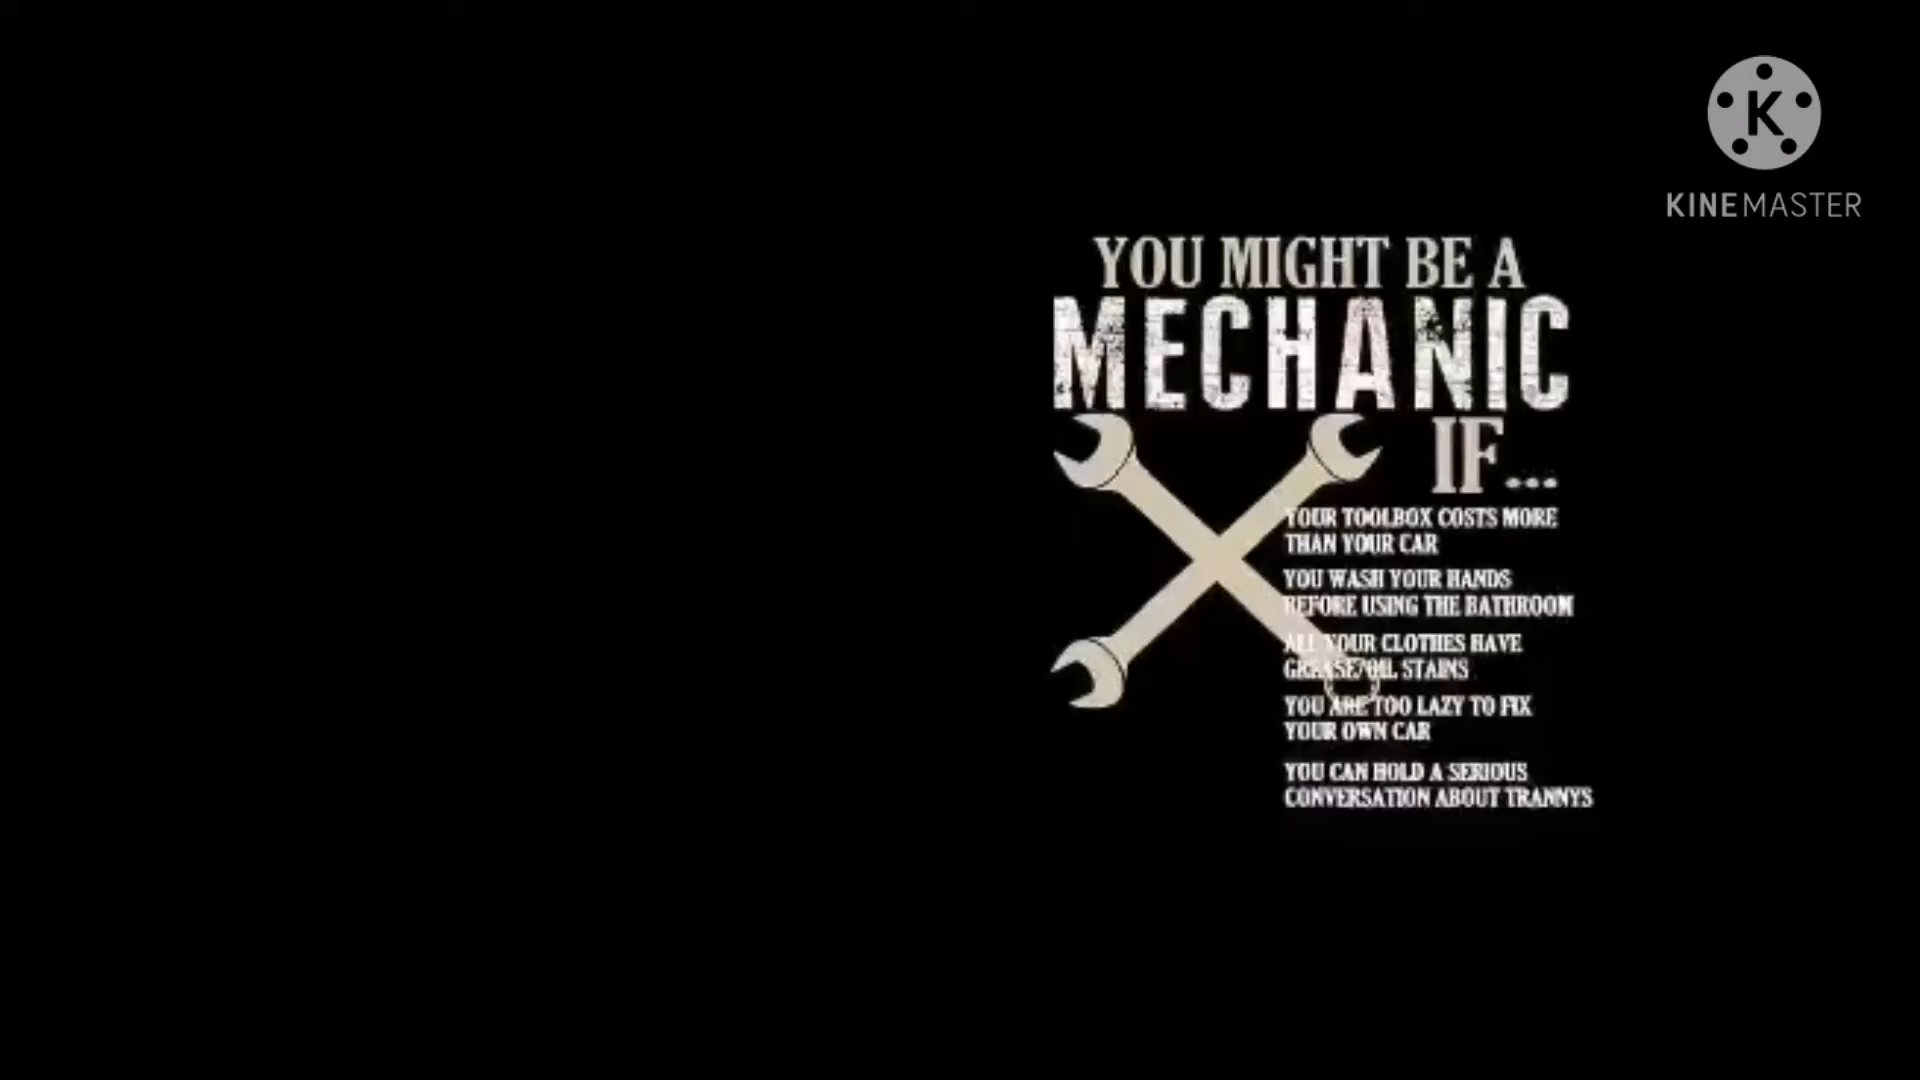 K
KINEMASTER
YOU MIGHT BE A
MECHANIC
IF...
YOUR TOOLBOX COSTS MORE
THAN YOUR CAR
YOU WASH YOUR HANDS
BEFORE USING THE BATHROOM
ALL YOUR CLOTHES HAVE
GREASE/OIL STAINS
YOU ARE TOO LAZY TO FIX
YOUR OWN CAR
YOU CAN HOLD A SERIOUS
CONVERSATION ABOUT TRANNYS